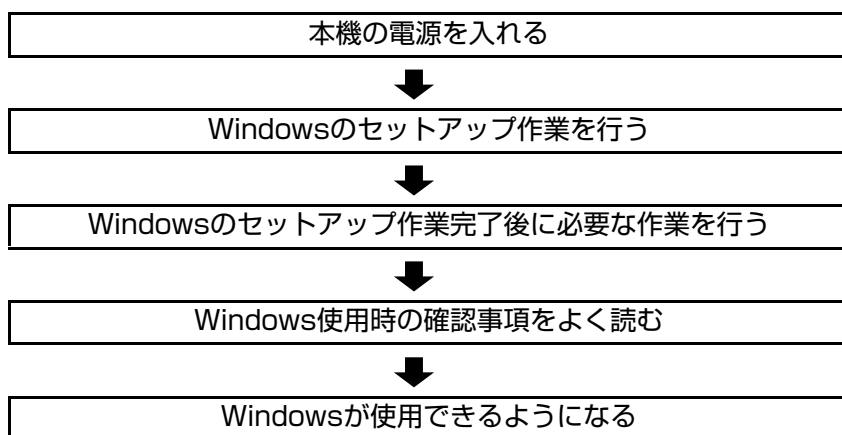 本機の電源を入れる
Windowsのセットアップ作業を行う
Windowsのセットアップ作業完了後に必要な作業を行う
Windows使用時の確認事項をよく読む
Windowsが使用できるようになる